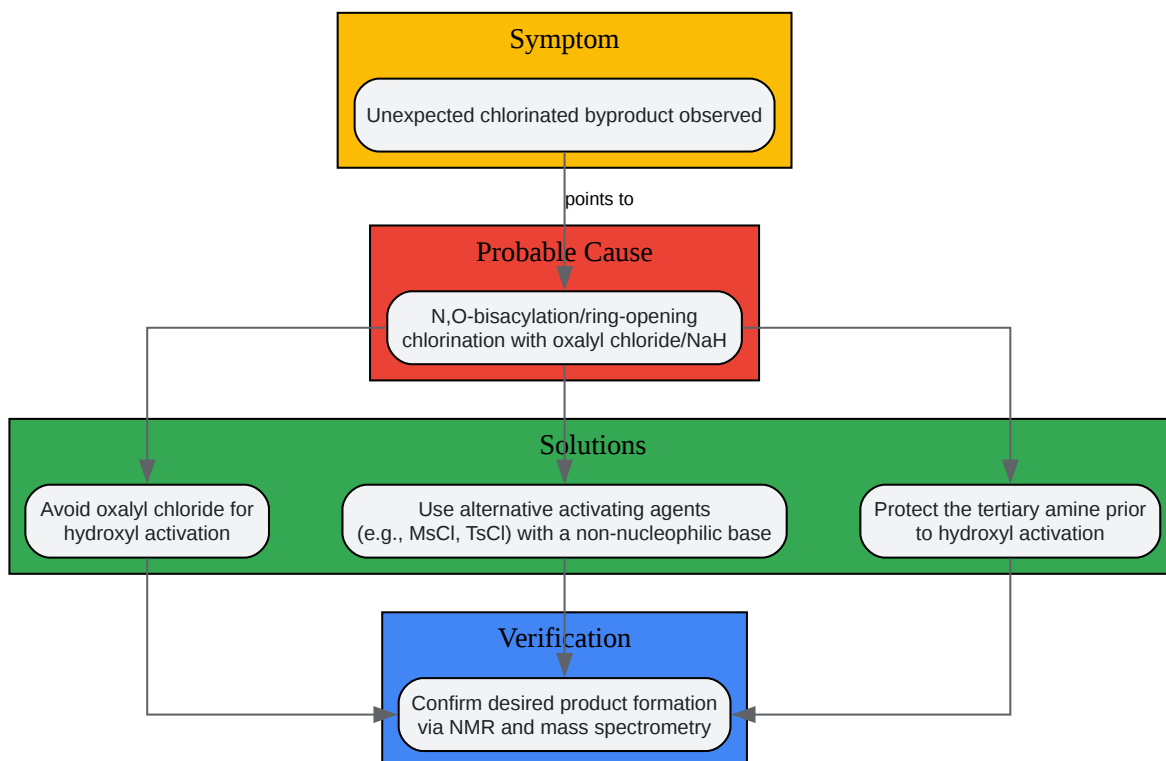 Symptom
Unexpected chlorinated byproduct observed
points to
Probable Cause
N,O-bisacylation/ring-opening
chlorination with oxalyl chloride/NaH
Solutions
Avoid oxalyl chloride for
hydroxyl activation
Use alternative activating agents
(e.g., MsCl, TsCl) with a non-nucleophilic base
Protect the tertiary amine prior
to hydroxyl activation
Verification
Confirm desired product formation
via NMR and mass spectrometry